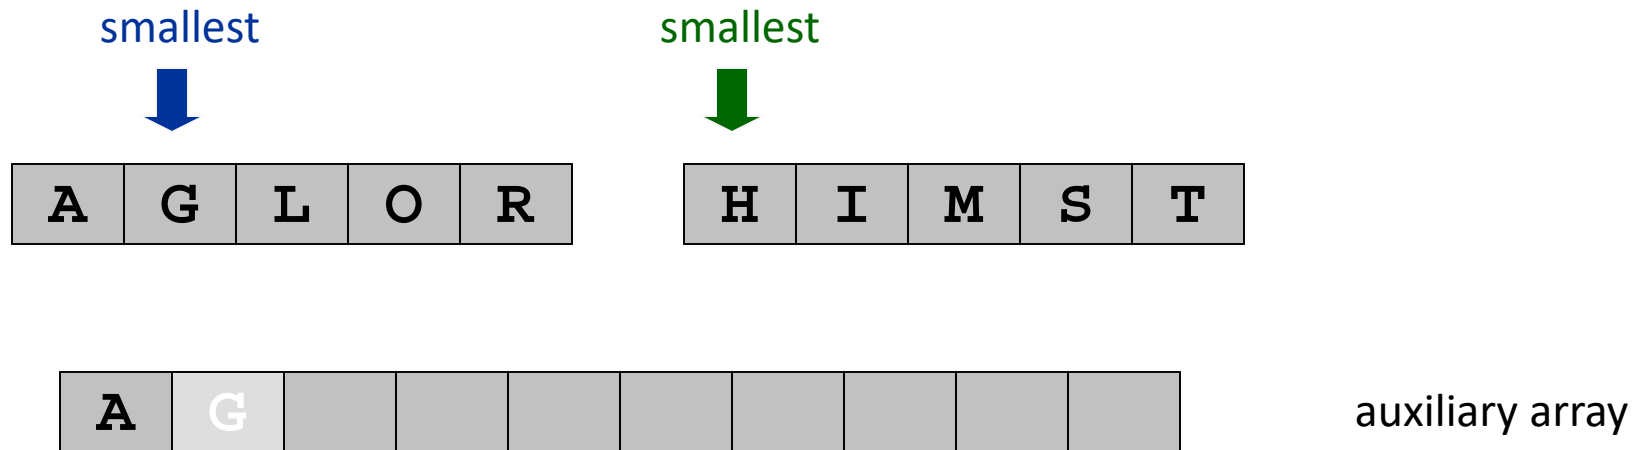 smallest smallest
A G L O R H I M S T
A G auxiliary array